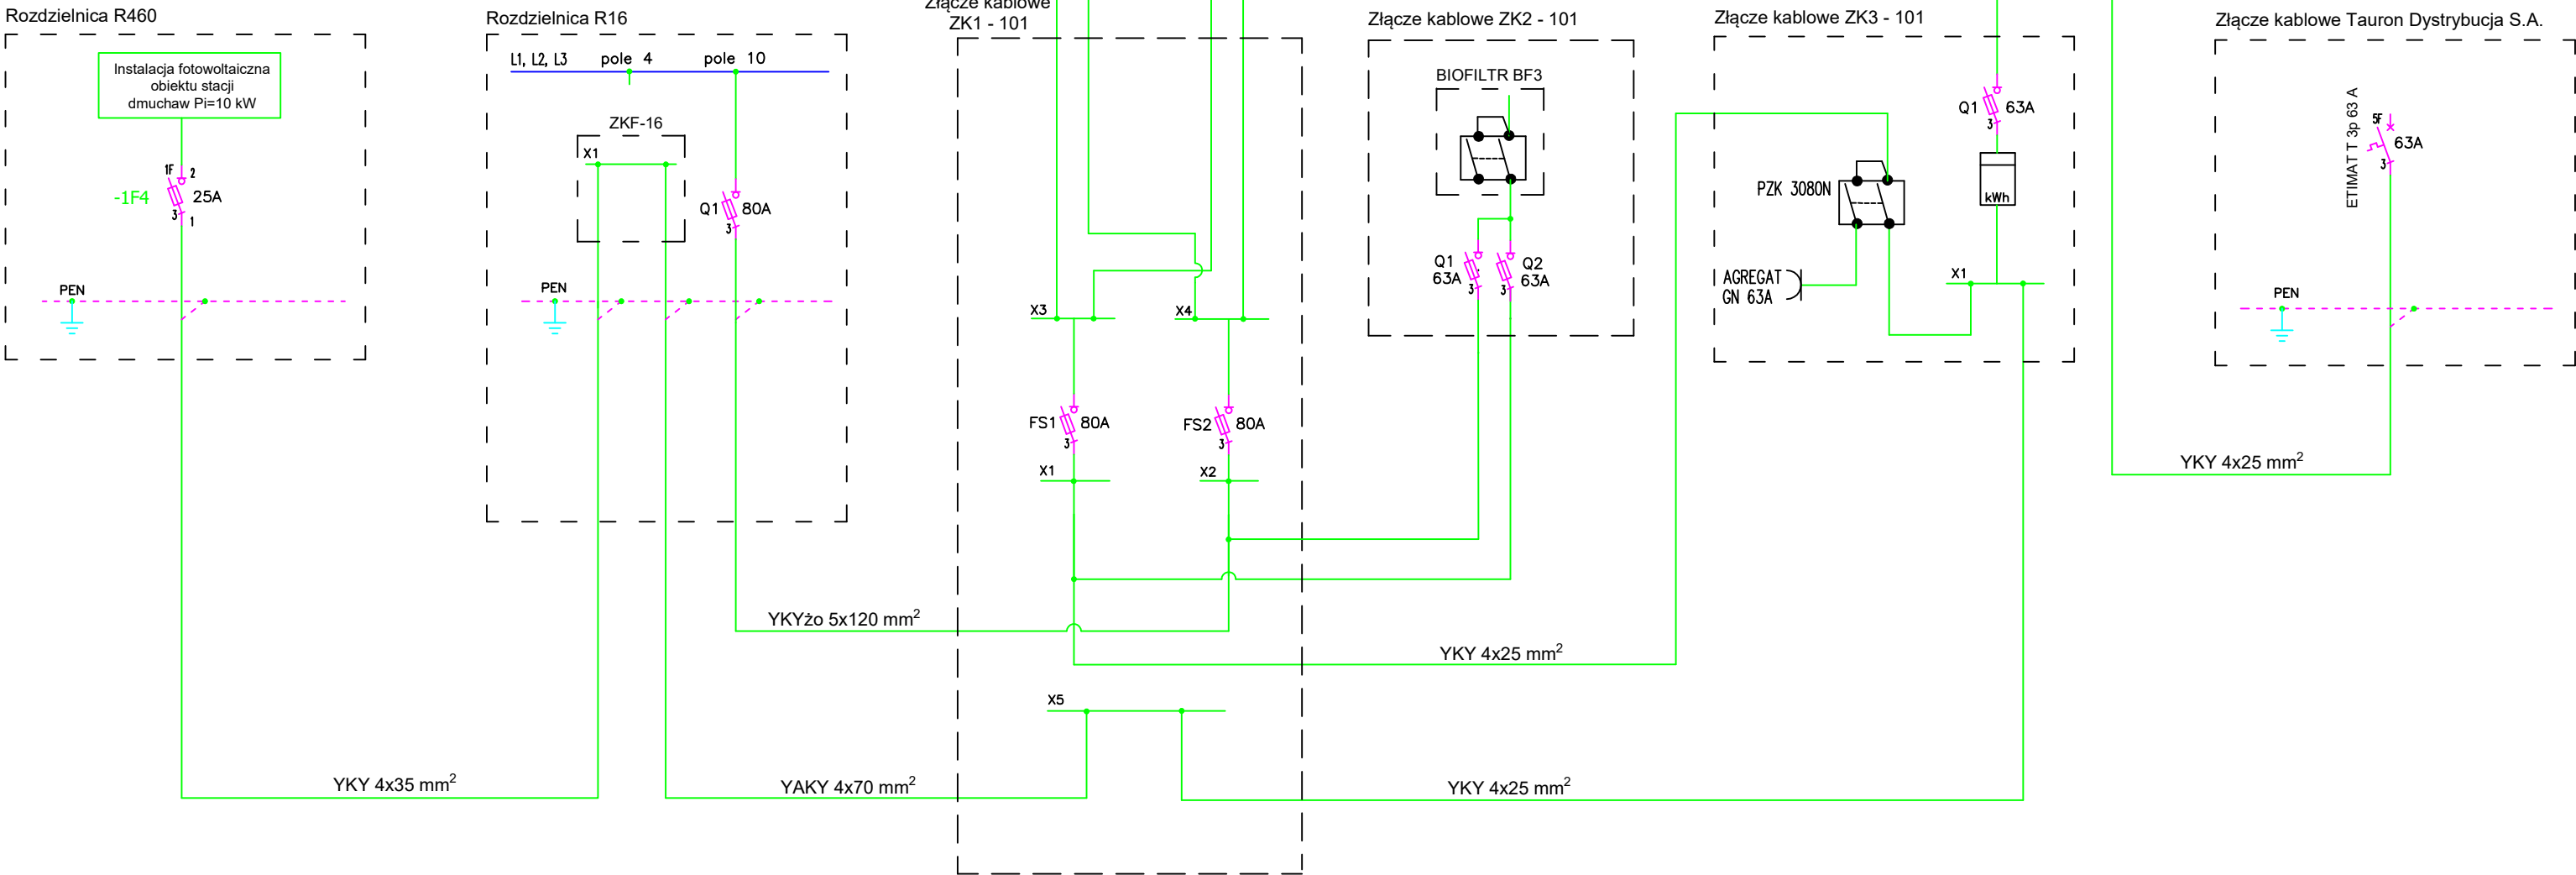 Rozdzielnica R460
Instalacja fotowoltaiczna
obiektu stacji
dmuchaw Pi=10 kW
1F
2
-1F4
25A
3
1
PEN
Rozdzielnica R16
L1, L2, L3
pole 4
pole 10
ZKF-16
X1
Q1
80A
3
PEN
Złącze kablowe
ZK1 - 101
X3
X4
FS1
80A
3
FS2
80A
3
X1
X2
X5
Złącze kablowe ZK2 - 101
BIOFILTR BF3
Q1
63A
3
Q2
63A
3
Złącze kablowe ZK3 - 101
Q1
63A
3
PZK 3080N
kWh
AGREGAT
GN 63A
X1
Złącze kablowe Tauron Dystrybucja S.A.
ETIMAT T 3p 63 A
5F
63A
3
PEN
YKY 4x25 mm²
YKYżo 5x120 mm²
YKY 4x25 mm²
YKY 4x35 mm²
YAKY 4x70 mm²
YKY 4x25 mm²